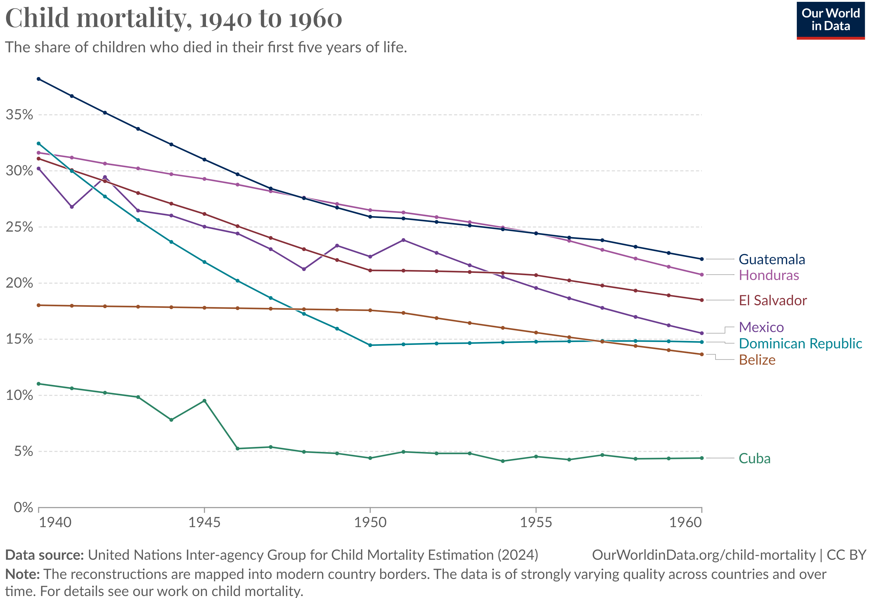 Child mortality, 1940 to 1960
Our World
in Data
The share of children who died in their first five years of life.
35%
30%
25%
20%
15%
10%
5%
0%
Guatemala
Honduras
El Salvador
Mexico
Dominican Republic
Belize
Cuba
1940
1945
1950
1955
1960
Data source: United Nations Inter-agency Group for Child Mortality Estimation (2024)
OurWorldinData.org/child-mortality | CC BY
Note: The reconstructions are mapped into modern country borders. The data is of strongly varying quality across countries and over
time. For details see our work on child mortality.